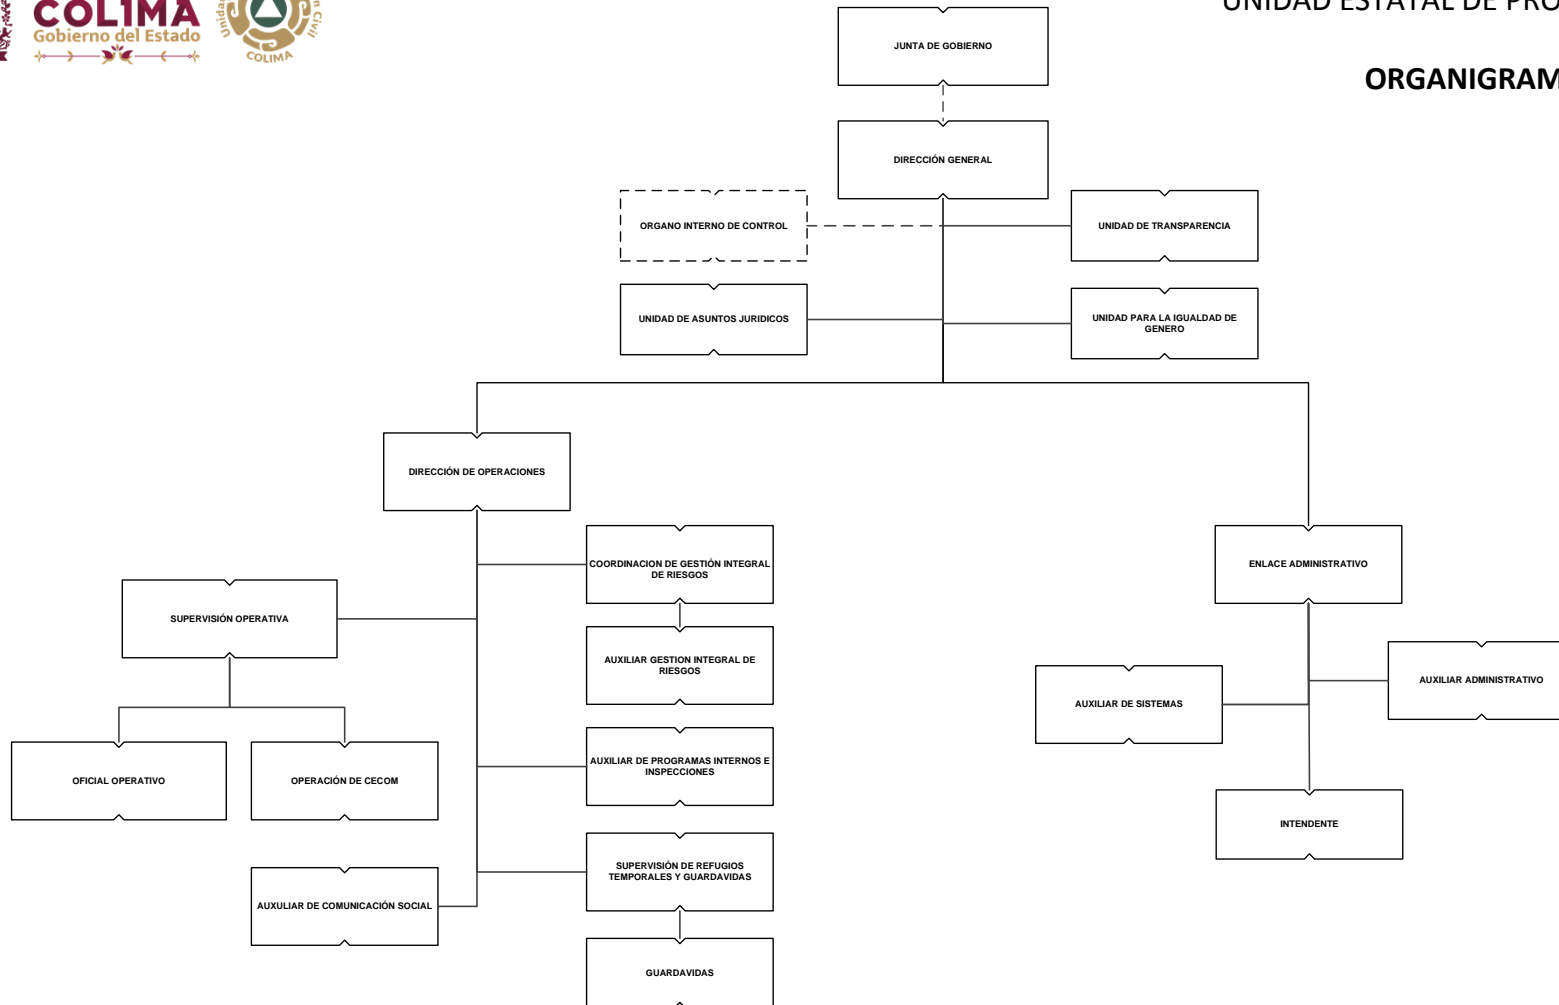 COLIMA
Gobierno del Estado
COLIMA
UNIDAD ESTATAL DE
ORGANIGRAM
JUNTA DE GOBIERNO
DIRECCIÓN GENERAL
ORGANO INTERNO DE CONTROL
UNIDAD DE TRANSPARENCIA
UNIDAD DE ASUNTOS JURIDICOS
UNIDAD PARA LA IGUALDAD DE
GENERO
DIRECCIÓN DE OPERACIONES
COORDINACION DE GESTIÓN INTEGRAL
DE RIESGOS
ENLACE ADMINISTRATIVO
SUPERVISIÓN OPERATIVA
AUXILIAR GESTION INTEGRAL DE
RIESGOS
AUXILIAR ADMINISTRATIVO
AUXILIAR DE SISTEMAS
OFICIAL OPERATIVO
OPERACIÓN DE CECOM
AUXILIAR DE PROGRAMAS INTERNOS E
INSPECCIONES
INTENDENTE
SUPERVISIÓN DE REFUGIOS
TEMPORALES Y GUARDAVIDAS
AUXULIAR DE COMUNICACIÓN SOCIAL
GUARDAVIDAS